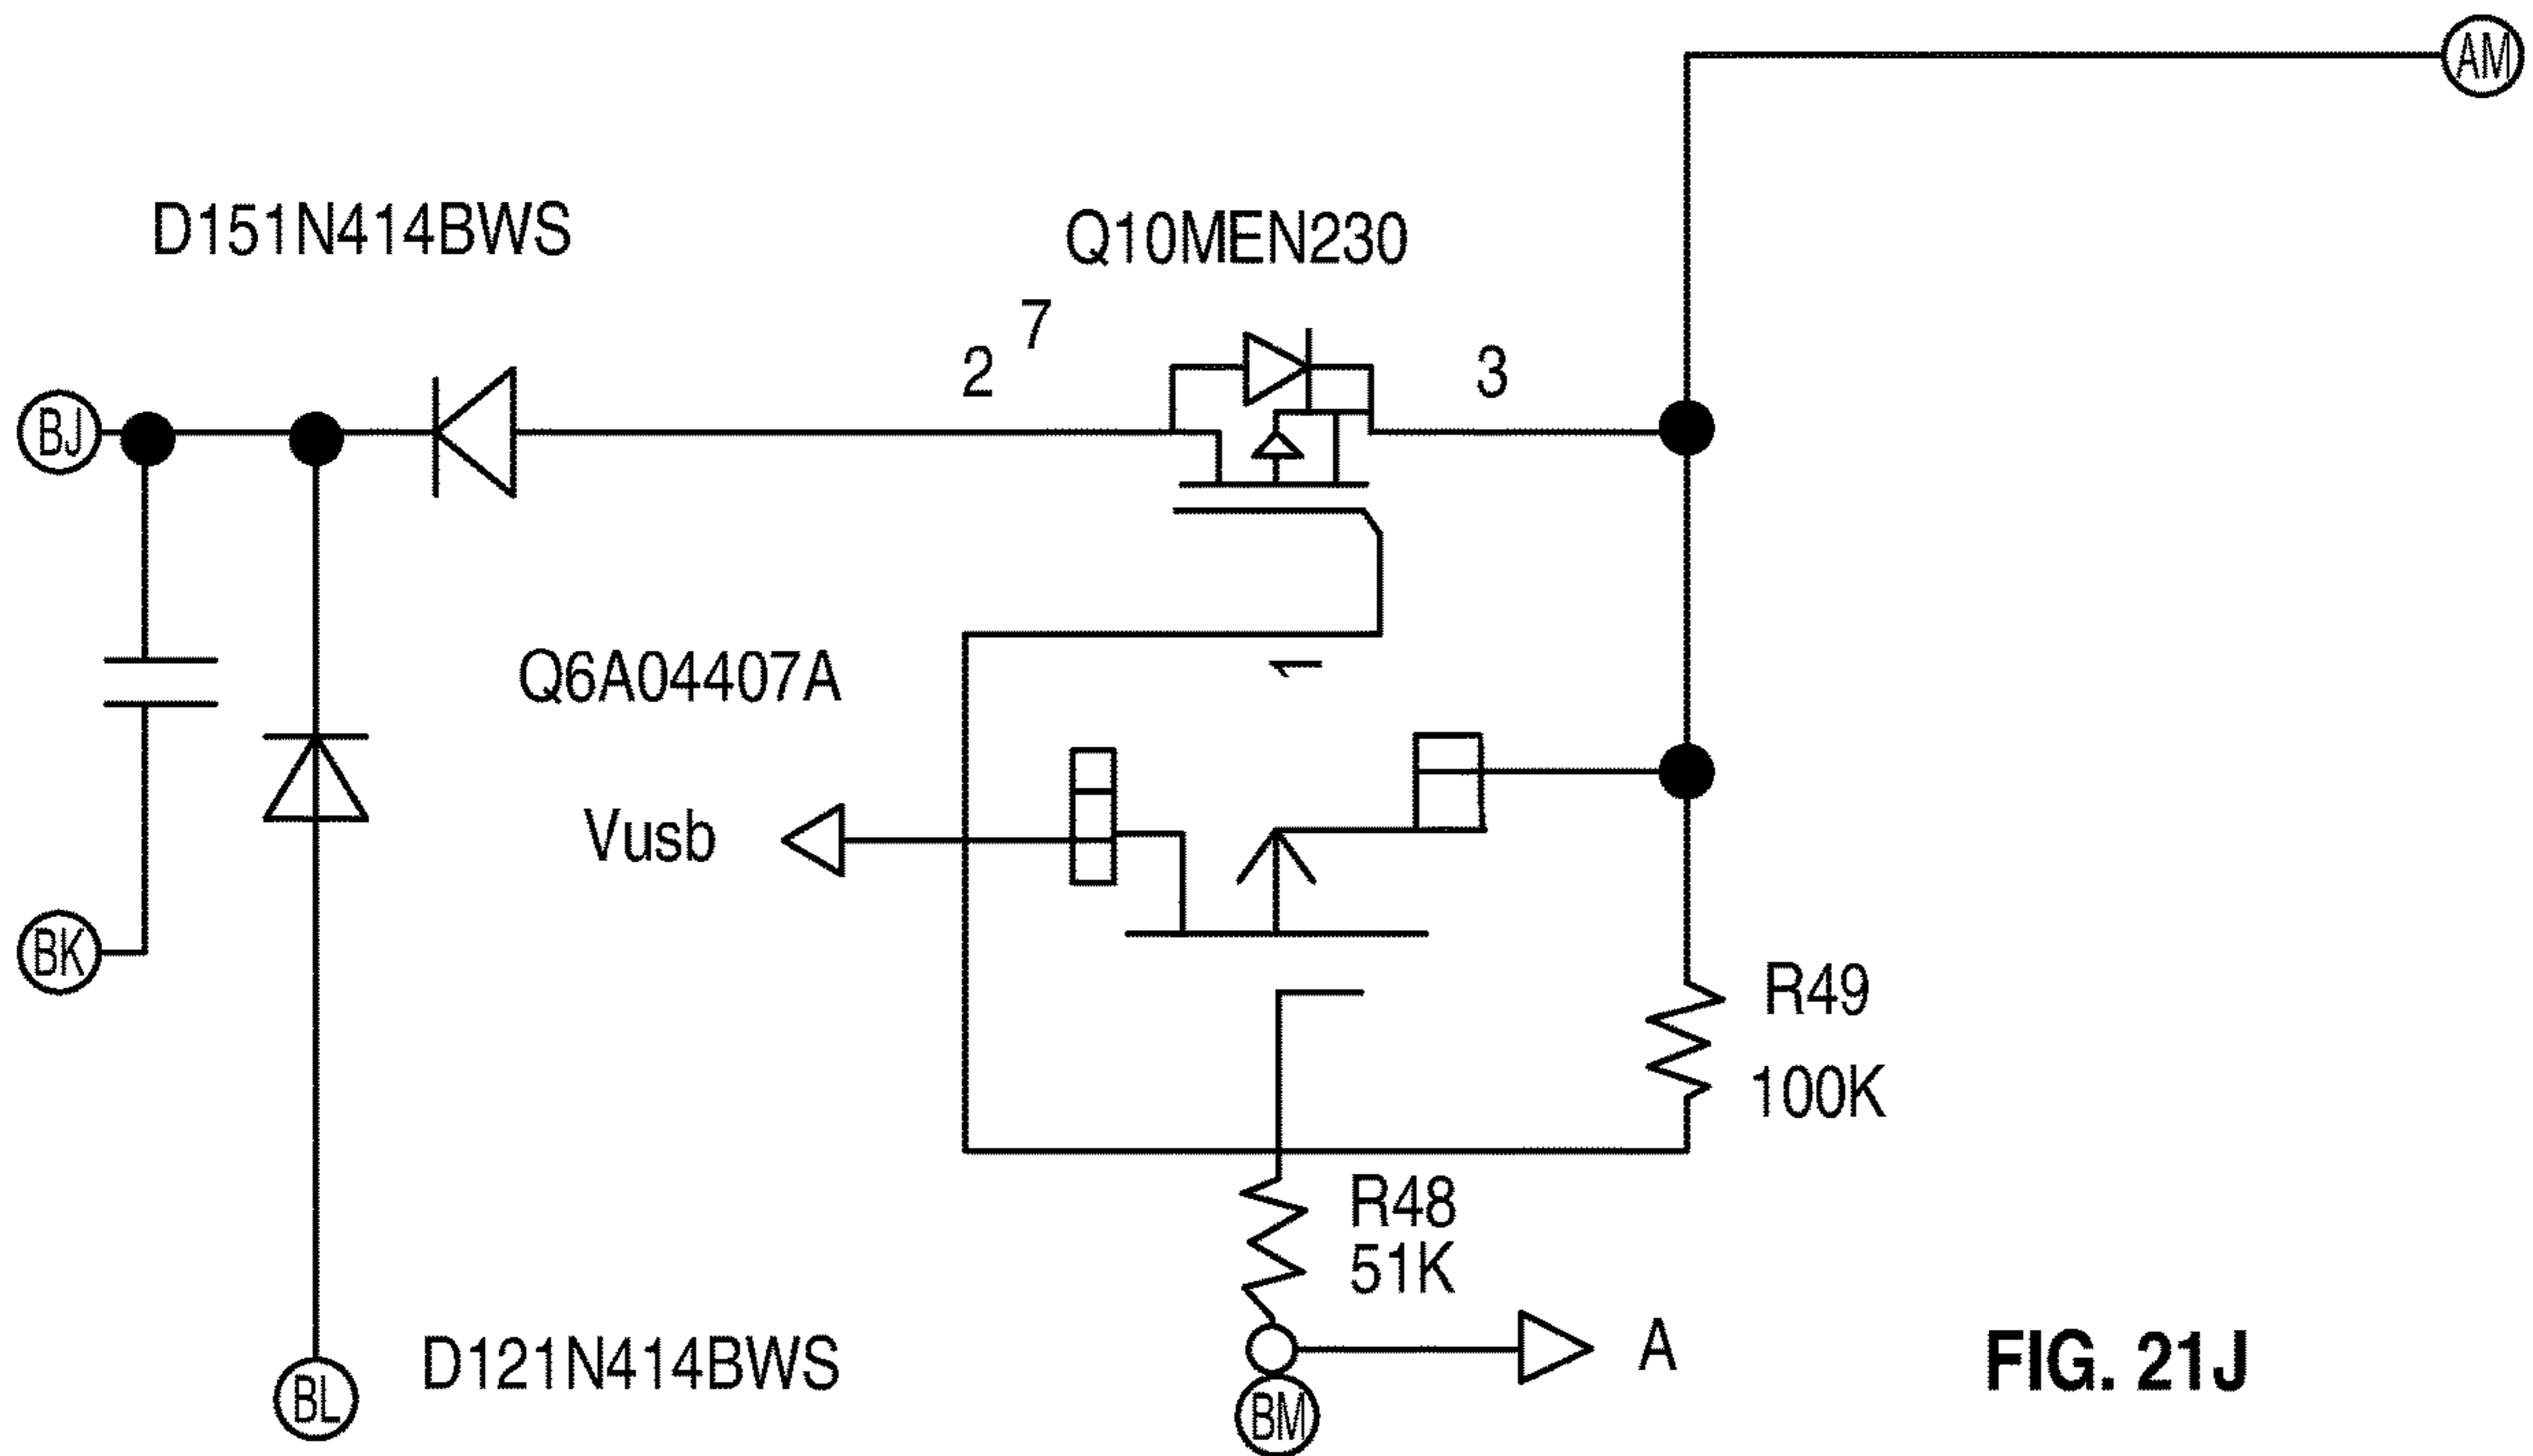 AM
D151N414BWS
Q10MEN230
7
2
3
BJ
1
Q6A04407A
Vusb
BK
R49
100K
R48
51K
A
D121N414BWS
BL
BM
FIG. 21J